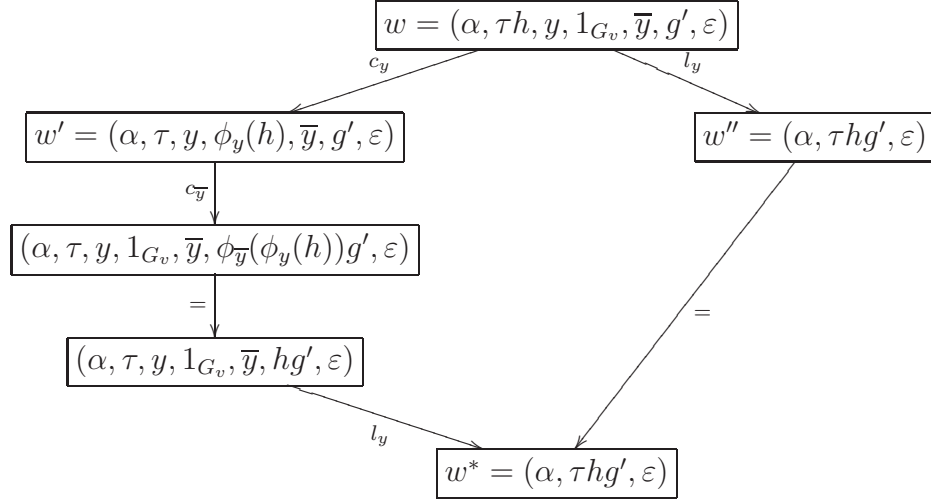 w = (α, τh, y, 1_{G_v}, \overline{y}, g′, ε)
c_y
l_y
w′ = (α, τ, y, ϕ_y(h), \overline{y}, g′, ε)
w″ = (α, τhg′, ε)
c_{\overline{y}}
(α, τ, y, 1_{G_v}, \overline{y}, ϕ_{\overline{y}}(ϕ_y(h))g′, ε)
=
=
(α, τ, y, 1_{G_v}, \overline{y}, hg′, ε)
l_y
w* = (α, τhg′, ε)